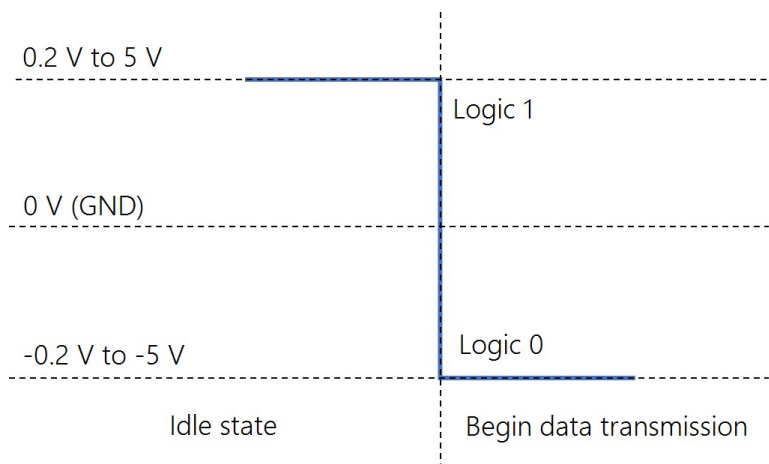 0.2 V to 5 V
Logic 1
0 V (GND)
Logic 0
-0.2 V to -5 V
Idle state
Begin data transmission